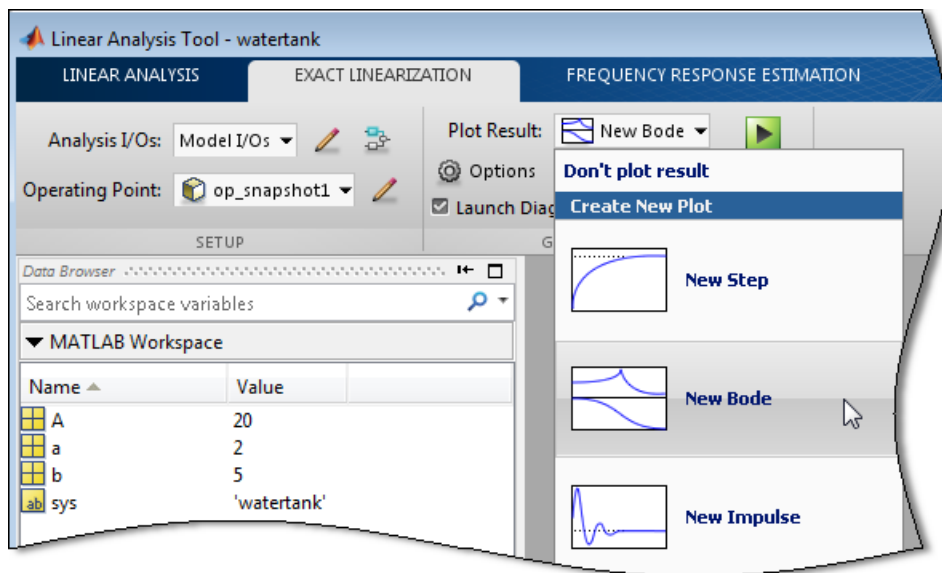 Linear Analysis Tool - watertank
LINEAR ANALYSIS EXACT LINEARIZATION FREQUENCY RESPONSE ESTIMATION
Analysis I/Os: Model I/Os Plot Result: New Bode
Operating Point: op_snapshot1 Options
Launch Diag
SETUP G
Don't plot result
Create New Plot
New Step
New Bode
New Impulse
Data Browser
Search workspace variables
MATLAB Workspace
Name Value
A 20
a 2
b 5
ab sys 'watertank'